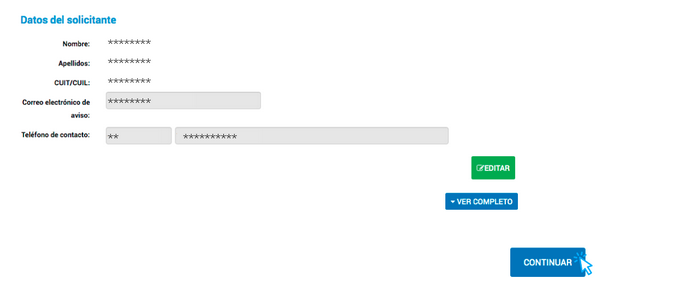 Datos del solicitante
Nombre: ********
Apellidos: ********
CUIT/CUIL: ********
Correo electrónico de aviso: ********
Teléfono de contacto: ** **********
EDITAR
VER COMPLETO
CONTINUAR